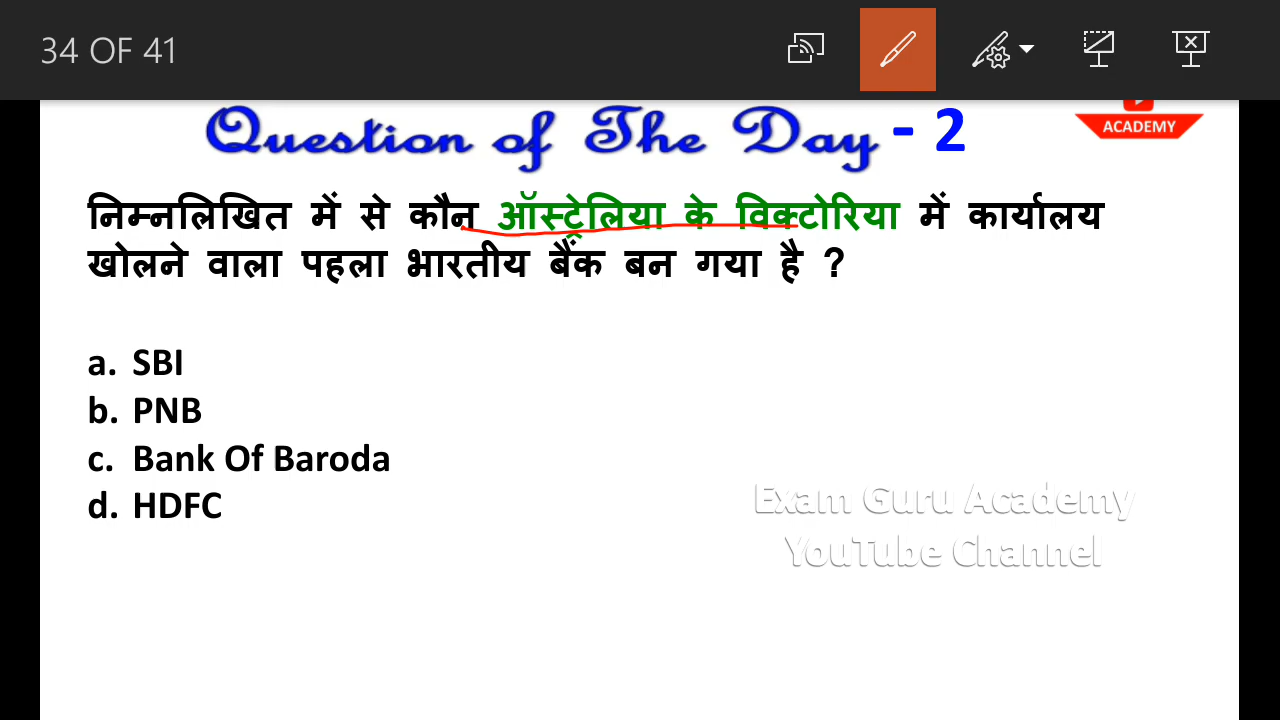 34 OF 41
Question of The Day - 2
ACADEMY
निम्नलिखित में से कौन ऑस्ट्रेलिया के विक्टोरिया में कार्यालय
खोलने वाला पहला भारतीय बैंक बन गया है ?
a. SBI
b. PNB
c. Bank Of Baroda
d. HDFC
Exam Guru Academy
YouTube Channel